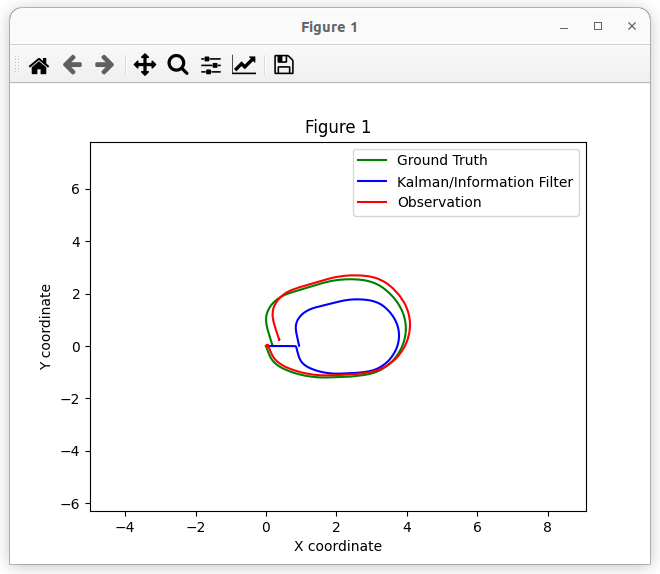 Figure 1
Figure 1
Ground Truth
Kalman/Information Filter
Observation
6
4
2
0
−2
−4
−6
Y coordinate
−4 −2 0 2 4 6 8
X coordinate